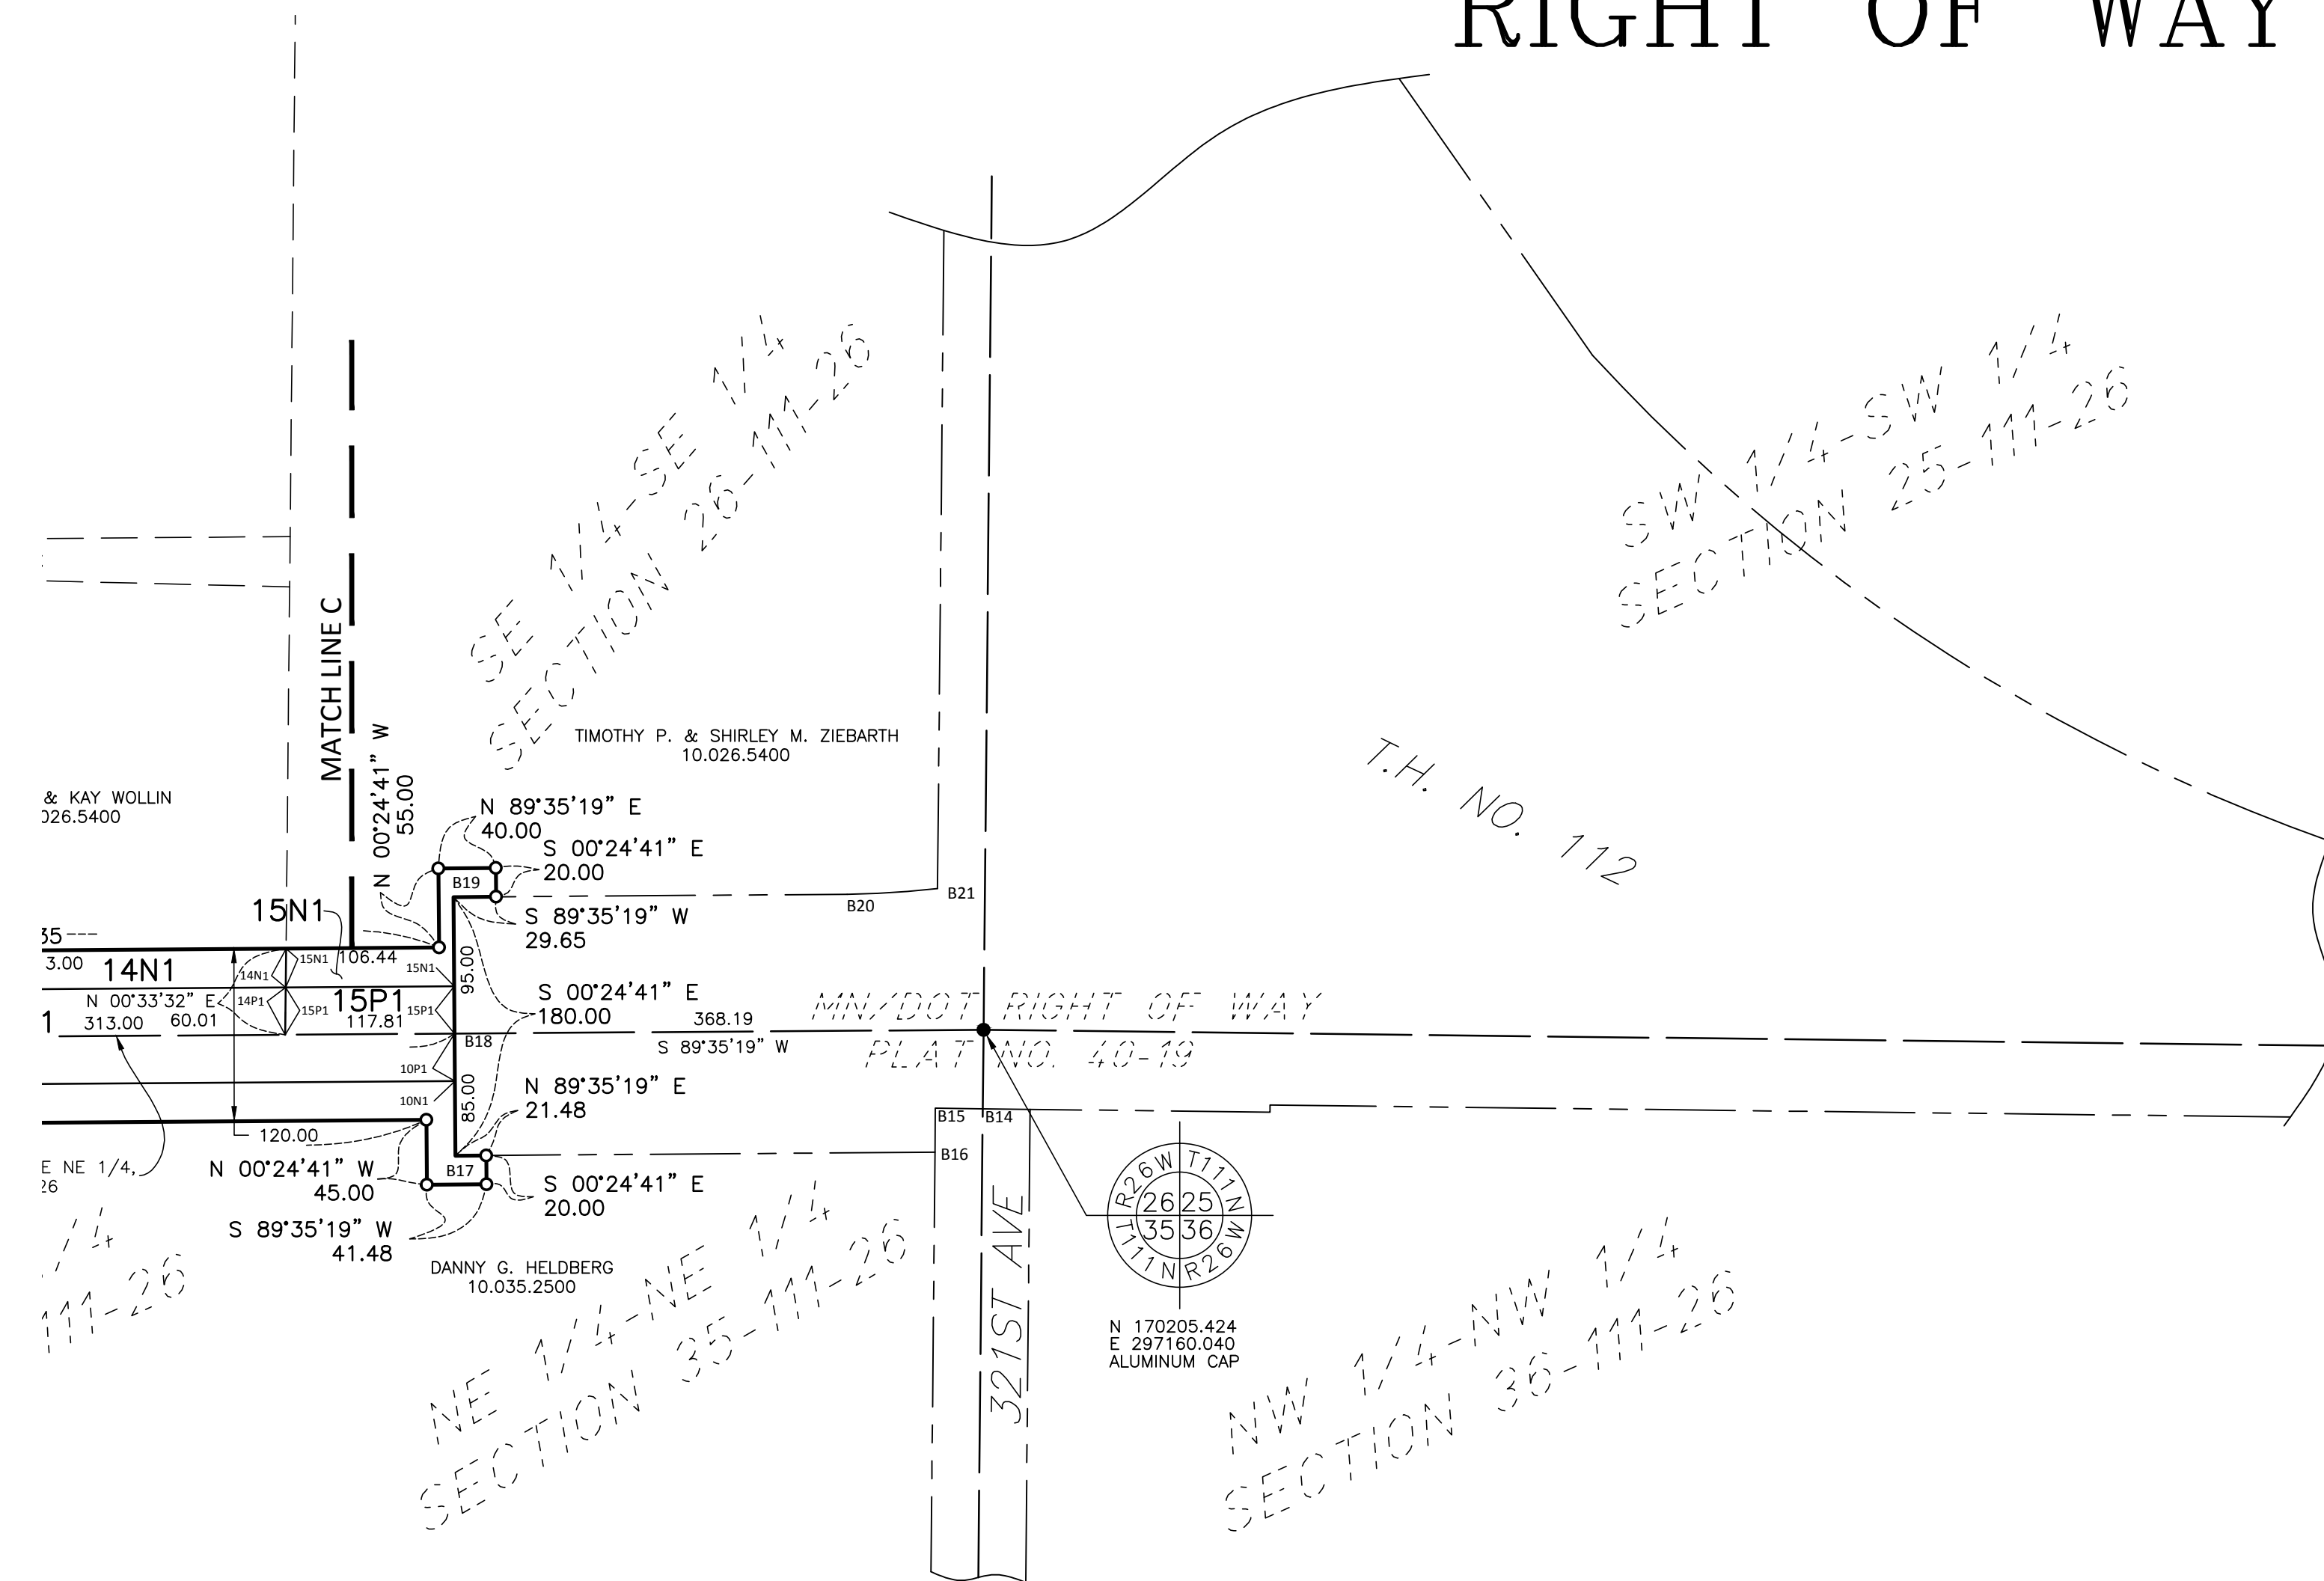 RIGHT OF WAY
SE 1/4-SE 1/4
SECTION 26-111-26
SW 1/4-SW 1/4
SECTION 25-111-26
MATCH LINE C
TIMOTHY P. & SHIRLEY M. ZIEBARTH
10.026.5400
T.H. NO. 112
& KAY WOLLIN
026.5400
N 00°24'41" W
55.00
N 89°35'19" E
40.00
S 00°24'41" E
20.00
B19
B20
B21
15N1
S 89°35'19" W
29.65
35
3.00
14N1
14N1
15N1
106.44
15N1
95.00
N 00°33'32" E
313.00
60.01
14P1
15P1
15P1
117.81
15P1
S 00°24'41" E
180.00
368.19
S 89°35'19" W
MN/DOT RIGHT OF WAY
PLAT NO. 40-19
1
B18
10P1
10N1
85.00
N 89°35'19" E
21.48
B15
B14
B16
120.00
E NE 1/4,
26
N 00°24'41" W
45.00
B17
S 00°24'41" E
20.00
S 89°35'19" W
41.48
DANNY G. HELDBERG
10.035.2500
R26W T111N
26 25
35 36
T111N R26W
N 170205.424
E 297160.040
ALUMINUM CAP
321ST AVE
/4
111-26
NE 1/4-NE 1/4
SECTION 35-111-26
NW 1/4-NW 1/4
SECTION 36-111-26